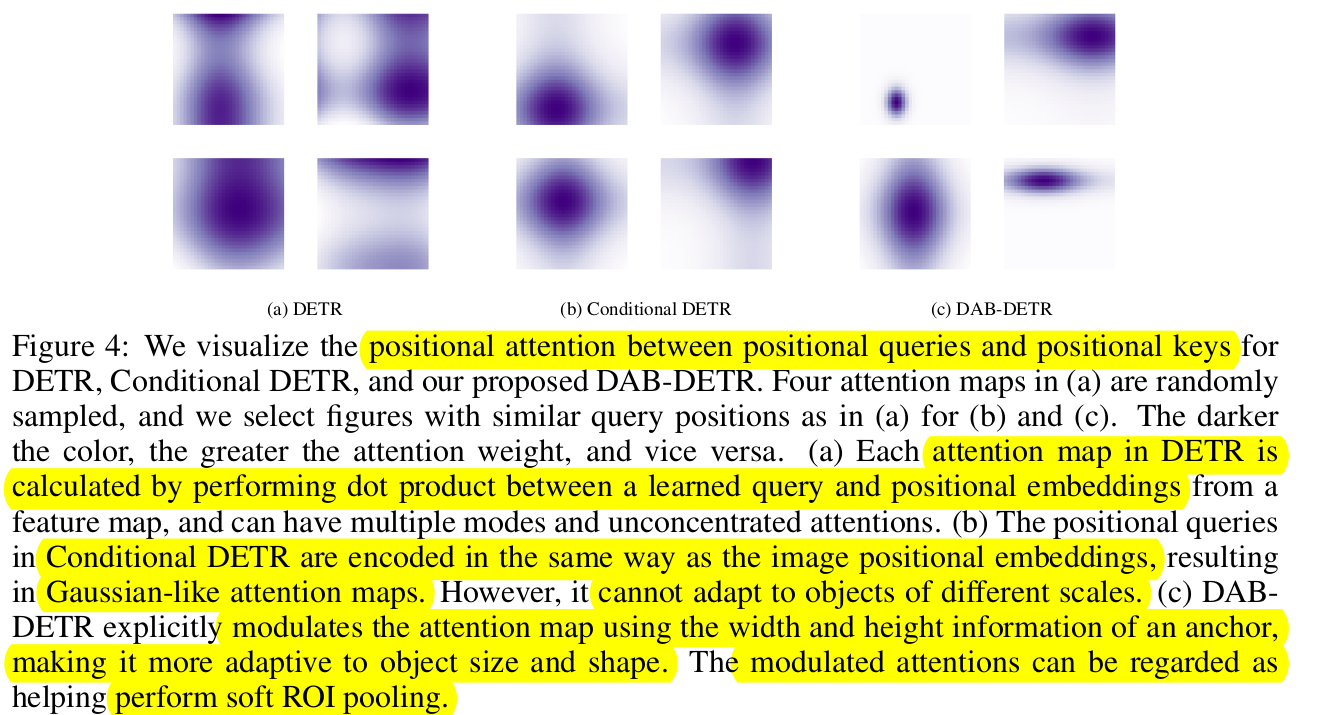 (a) DETR
(b) Conditional DETR
(c) DAB-DETR
Figure 4: We visualize the positional attention between positional queries and positional keys for
DETR, Conditional DETR, and our proposed DAB-DETR. Four attention maps in (a) are randomly
sampled, and we select figures with similar query positions as in (a) for (b) and (c). The darker
the color, the greater the attention weight, and vice versa. (a) Each attention map in DETR is
calculated by performing dot product between a learned query and positional embeddings from a
feature map, and can have multiple modes and unconcentrated attentions. (b) The positional queries
in Conditional DETR are encoded in the same way as the image positional embeddings, resulting
in Gaussian-like attention maps. However, it cannot adapt to objects of different scales. (c) DAB-
DETR explicitly modulates the attention map using the width and height information of an anchor,
making it more adaptive to object size and shape. The modulated attentions can be regarded as
helping perform soft ROI pooling.